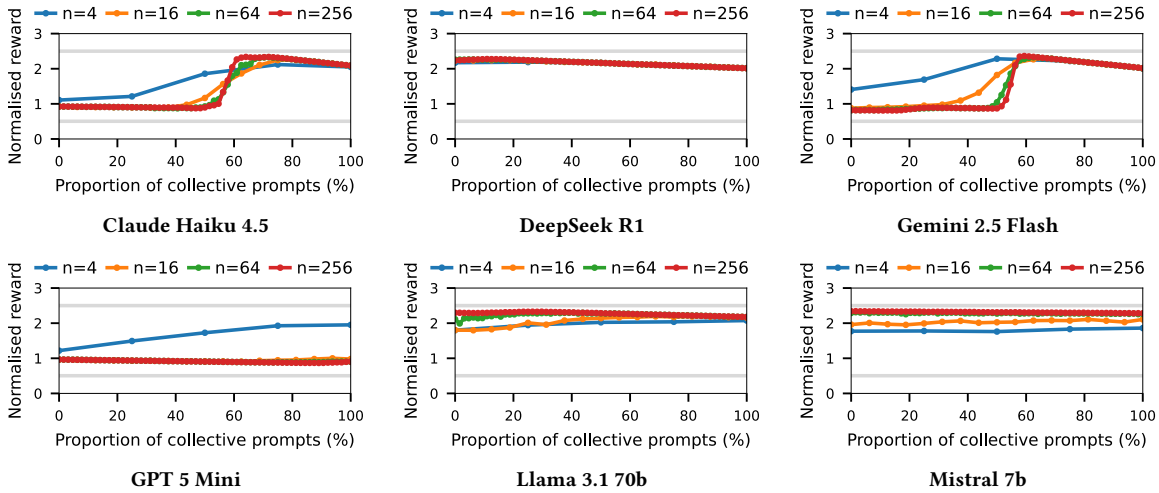 n=4 n=16 n=64 n=256
Normalised reward
3
2
1
0
0 20 40 60 80 100
Proportion of collective prompts (%)
Claude Haiku 4.5
n=4 n=16 n=64 n=256
Normalised reward
3
2
1
0
0 20 40 60 80 100
Proportion of collective prompts (%)
DeepSeek R1
n=4 n=16 n=64 n=256
Normalised reward
3
2
1
0
0 20 40 60 80 100
Proportion of collective prompts (%)
Gemini 2.5 Flash
n=4 n=16 n=64 n=256
Normalised reward
3
2
1
0
0 20 40 60 80 100
Proportion of collective prompts (%)
GPT 5 Mini
n=4 n=16 n=64 n=256
Normalised reward
3
2
1
0
0 20 40 60 80 100
Proportion of collective prompts (%)
Llama 3.1 70b
n=4 n=16 n=64 n=256
Normalised reward
3
2
1
0
0 20 40 60 80 100
Proportion of collective prompts (%)
Mistral 7b